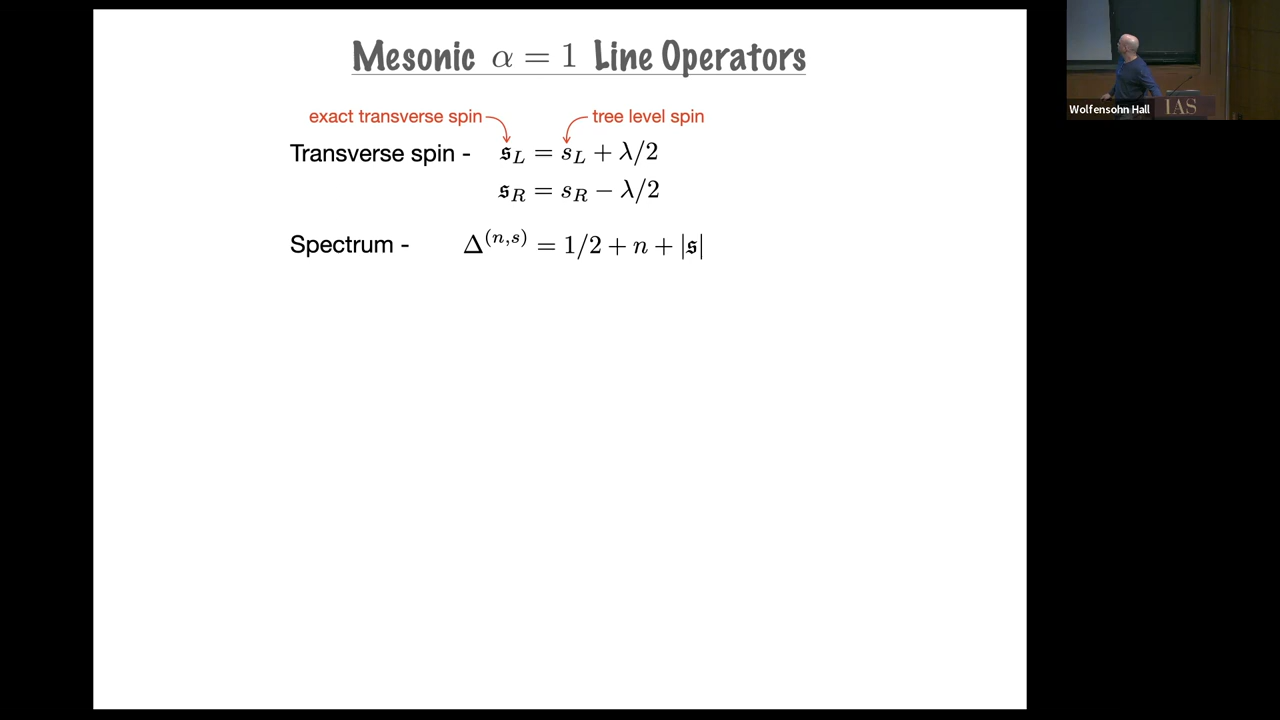 Mesonic α = 1 Line Operators
exact transverse spin
tree level spin
Transverse spin - 𝔰_L = s_L + λ/2
𝔰_R = s_R − λ/2
Spectrum - Δ^{(n,s)} = 1/2 + n + |𝔰|
Wolfensohn Hall
IAS